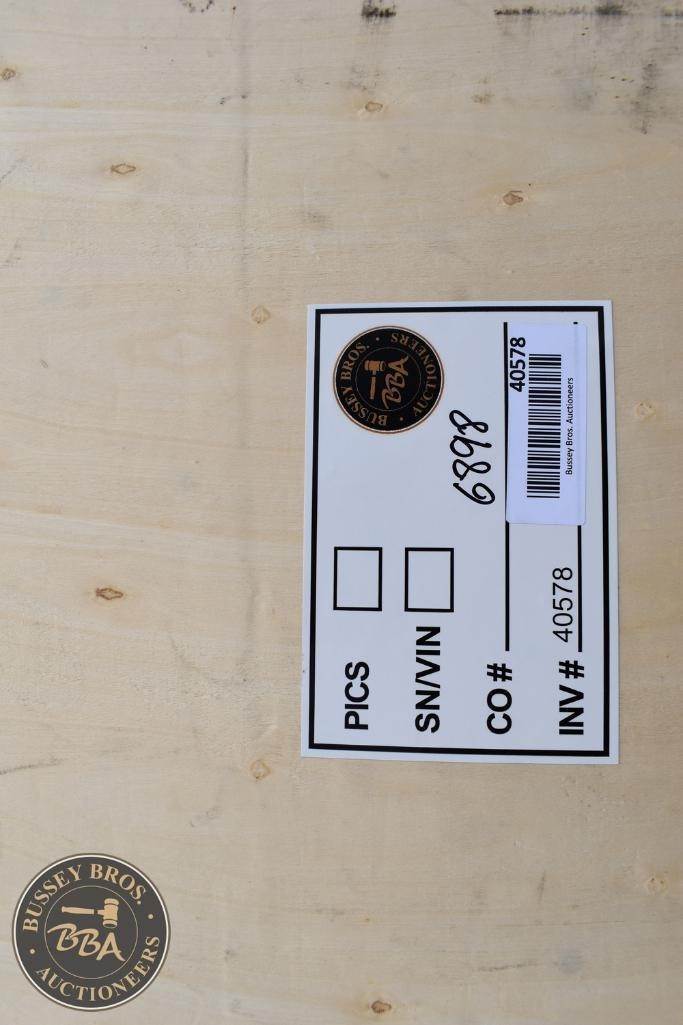 BUSSEY BROS.
BBA
AUCTIONEERS
PICS
SN/VIN
CO # 6898
INV # 40578
40578
Bussey Bros. Auctioneers
BUSSEY BROS.
BBA
AUCTIONEERS